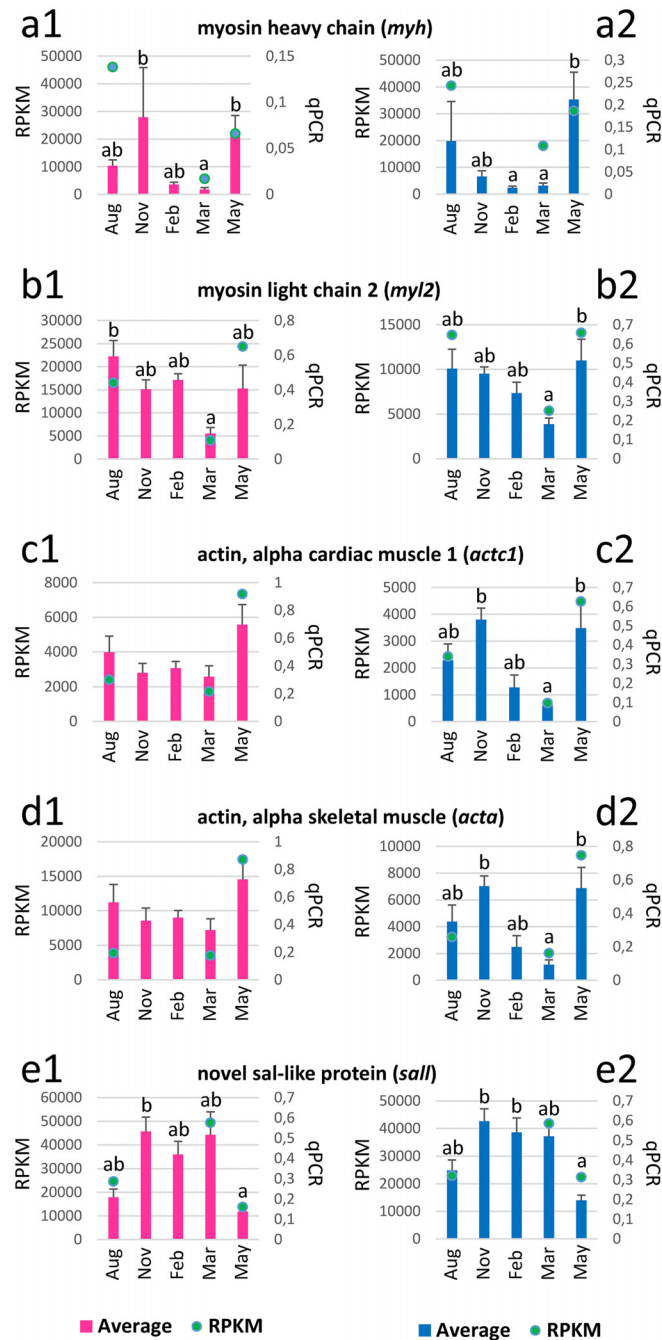 a1 myosin heavy chain (myh) a2
RPKM 50000 40000 30000 20000 10000 0
ab b ab a b
0,15 0,1 0,05 0 qPCR
Aug Nov Feb Mar May
RPKM 50000 40000 30000 20000 10000 0
ab ab a a b
0,3 0,25 0,2 0,15 0,1 0,05 0 qPCR
Aug Nov Feb Mar May
b1 myosin light chain 2 (myl2) b2
RPKM 30000 25000 20000 15000 10000 5000 0
b ab ab a ab
0,8 0,6 0,4 0,2 0 qPCR
Aug Nov Feb Mar May
RPKM 15000 10000 5000 0
ab ab ab a b
0,7 0,6 0,5 0,4 0,3 0,2 0,1 0 qPCR
Aug Nov Feb Mar May
c1 actin, alpha cardiac muscle 1 (actc1) c2
RPKM 8000 6000 4000 2000 0
1 0,8 0,6 0,4 0,2 0 qPCR
Aug Nov Feb Mar May
RPKM 5000 4000 3000 2000 1000 0
ab b ab a b
0,7 0,6 0,5 0,4 0,3 0,2 0,1 0 qPCR
Aug Nov Feb Mar May
d1 actin, alpha skeletal muscle (acta) d2
RPKM 20000 15000 10000 5000 0
1 0,8 0,6 0,4 0,2 0 qPCR
Aug Nov Feb Mar May
RPKM 10000 8000 6000 4000 2000 0
ab b ab a b
0,8 0,6 0,4 0,2 0 qPCR
Aug Nov Feb Mar May
e1 novel sal-like protein (sall) e2
RPKM 60000 50000 40000 30000 20000 10000 0
ab b ab ab a
0,7 0,6 0,5 0,4 0,3 0,2 0,1 0 qPCR
Aug Nov Feb Mar May
RPKM 50000 40000 30000 20000 10000 0
ab b b ab a
0,7 0,6 0,5 0,4 0,3 0,2 0,1 0 qPCR
Aug Nov Feb Mar May
Average RPKM Average RPKM